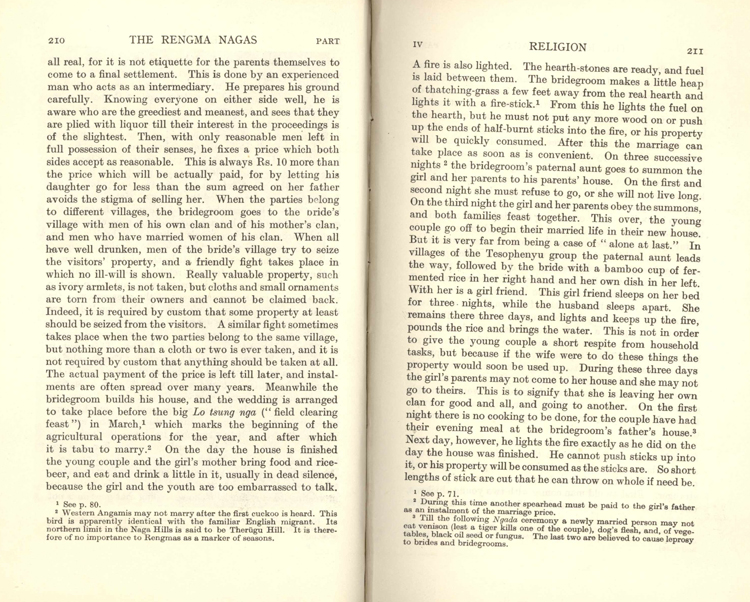 210 THE RENGMA NAGAS PART
all real, for it is not etiquette for the parents themselves to
come to a final settlement. This is done by an experienced
man who acts as an intermediary. He prepares his ground
carefully. Knowing everyone on either side well, he is
aware who are the greediest and meanest, and sees that they
are plied with liquor till their interest in the proceedings is
of the slightest. Then, with only reasonable men left in
full possession of their senses, he fixes a price which both
sides accept as reasonable. This is always Rs. 10 more than
the price which will be actually paid, for by letting his
daughter go for less than the sum agreed on her father
avoids the stigma of selling her. When the parties belong
to different villages, the bridegroom goes to the bride's
village with men of his own clan and of his mother's clan,
and men who have married women of his clan. When all
have well drunken, men of the bride's village try to seize
the visitors' property, and a friendly fight takes place in
which no ill-will is shown. Really valuable property, such
as ivory armlets, is not taken, but cloths and small ornaments
are torn from their owners and cannot be claimed back.
Indeed, it is required by custom that some property at least
should be seized from the visitors. A similar fight sometimes
takes place when the two parties belong to the same village,
but nothing more than a cloth or two is ever taken, and it is
not required by custom that anything should be taken at all.
The actual payment of the price is left till later, and instal-
ments are often spread over many years. Meanwhile the
bridegroom builds his house, and the wedding is arranged
to take place before the big Lo tsung nga ("field clearing
feast") in March,¹ which marks the beginning of the
agricultural operations for the year, and after which
it is tabu to marry.² On the day the house is finished
the young couple and the girl's mother bring food and rice-
beer, and eat and drink a little in it, usually in dead silence,
because the girl and the youth are too embarrassed to talk.
¹ See p. 80.
² Western Angamis may not marry after the first cuckoo is heard. This
bird is apparently identical with the familiar English migrant. Its
northern limit in the Naga Hills is said to be Therugu Hill. It is there-
fore of no importance to Rengmas as a marker of seasons.
IV RELIGION 211
A fire is also lighted. The hearth-stones are ready, and fuel
is laid between them. The bridegroom makes a little heap
of thatching-grass a few feet away from the real hearth and
lights it with a fire-stick.¹ From this he lights the fuel on
the hearth, but he must not put any more wood on or push
up the ends of half-burnt sticks into the fire, or his property
will be quickly consumed. After this the marriage can
take place as soon as is convenient. On three successive
nights ² the bridegroom's paternal aunt goes to summon the
girl and her parents to his parents' house. On the first and
second night she must refuse to go, or she will not live long.
On the third night the girl and her parents obey the summons,
and both families feast together. This over, the young
couple go off to begin their married life in their new house.
But it is very far from being a case of "alone at last." In
villages of the Tesophenyu group the paternal aunt leads
the way, followed by the bride with a bamboo cup of fer-
mented rice in her right hand and her own dish in her left.
With her is a girl friend. This girl friend sleeps on her bed
for three nights, while the husband sleeps apart. She
remains there three days, and lights and keeps up the fire,
pounds the rice and brings the water. This is not in order
to give the young couple a short respite from household
tasks, but because if the wife were to do these things the
property would soon be used up. During these three days
the girl's parents may not come to her house and she may not
go to theirs. This is to signify that she is leaving her own
clan for good and all, and going to another. On the first
night there is no cooking to be done, for the couple have had
their evening meal at the bridegroom's father's house.³
Next day, however, he lights the fire exactly as he did on the
day the house was finished. He cannot push sticks up into
it, or his property will be consumed as the sticks are. So short
lengths of stick are cut that he can throw on whole if need be.
¹ See p. 71.
² During this time another spearhead must be paid to the girl's father
as an instalment of the marriage price.
³ Till the following Ngada ceremony a newly married person may not
eat venison (lest a tiger kills one of the couple), dog's flesh, and, of vege-
tables, black oil seed or fungus. The last two are believed to cause leprosy
to brides and bridegrooms.